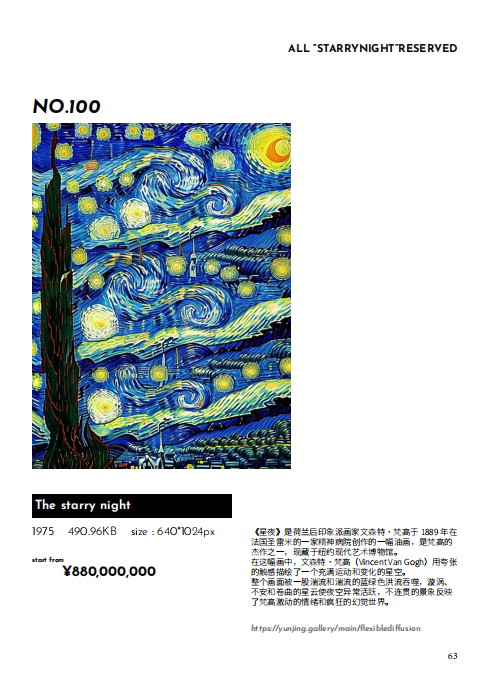 ALL "STARRYNIGHT"RESERVED
NO.100
The starry night
1975 490.96KB size : 640*1024px
start from
¥880,000,000
《星夜》是荷兰后印象派画家文森特・梵高于 1889 年在
法国圣雷米的一家精神病院创作的一幅油画，是梵高的
杰作之一，现藏于纽约现代艺术博物馆。
在这幅画中，文森特・梵高（Vincent Van Gogh）用夸张
的触感描绘了一个充满运动和变化的星空。
整个画面被一股湍流和湍流的蓝绿色洪流吞噬，漩涡、
不安和卷曲的星云使夜空异常活跃，不连贯的景象反映
了梵高激动的情绪和疯狂的幻觉世界。
https://yunjing.gallery/main/flexiblediffusion
63